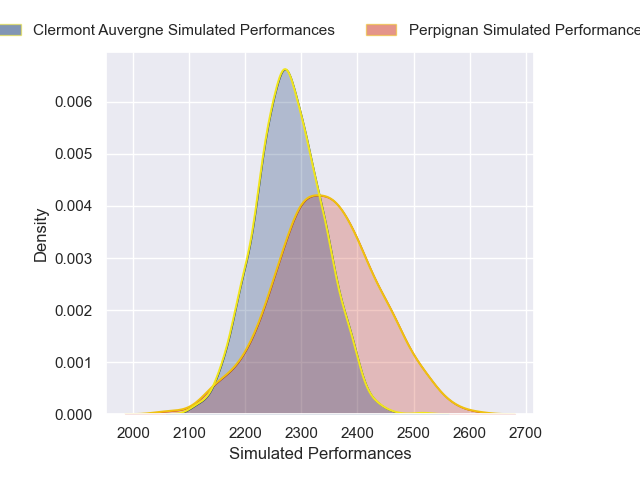 Clermont Auvergne Simulated Performances Perpignan Simulated Performance
0.006
0.005
0.004
0.003
0.002
0.001
0.000
Density
2000 2100 2200 2300 2400 2500 2600 2700
Simulated Performances